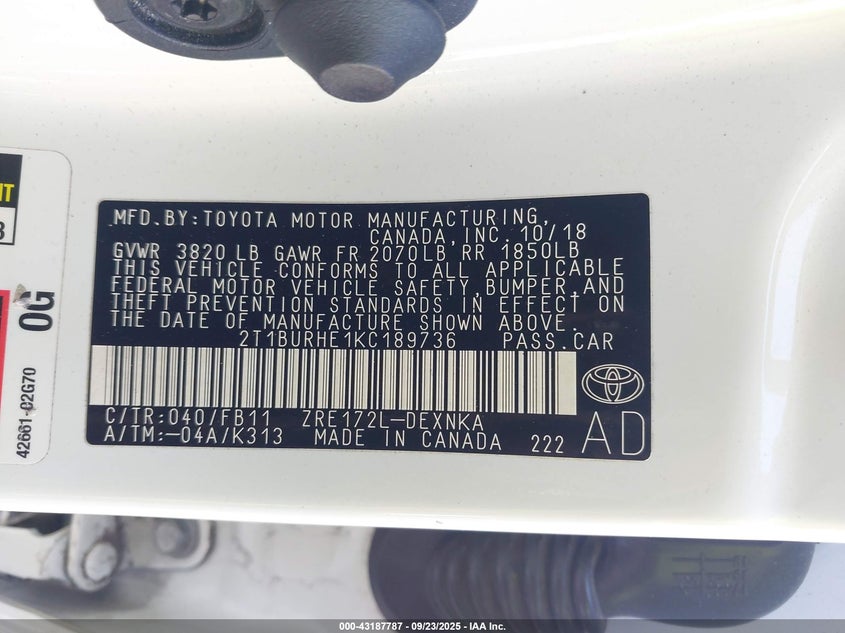 MFD.BY:TOYOTA MOTOR MANUFACTURING,
CANADA,INC. 10/18
GVWR 3820 LB GAWR FR 2070LB RR 1850LB
THIS VEHICLE CONFORMS TO ALL APPLICABLE
FEDERAL MOTOR VEHICLE SAFETY, BUMPER, AND
THEFT PREVENTION STANDARDS IN EFFECT ON
THE DATE OF MANUFACTURE SHOWN ABOVE.
2T1BURHE1KC189736 PASS.CAR
C/TR:040/FB11 ZRE172L-DEXNKA
A/TM:-04A/K313 MADE IN CANADA 222 AD
0G
42661-02G70
000-43187787 - 09/23/2025 - IAA Inc.